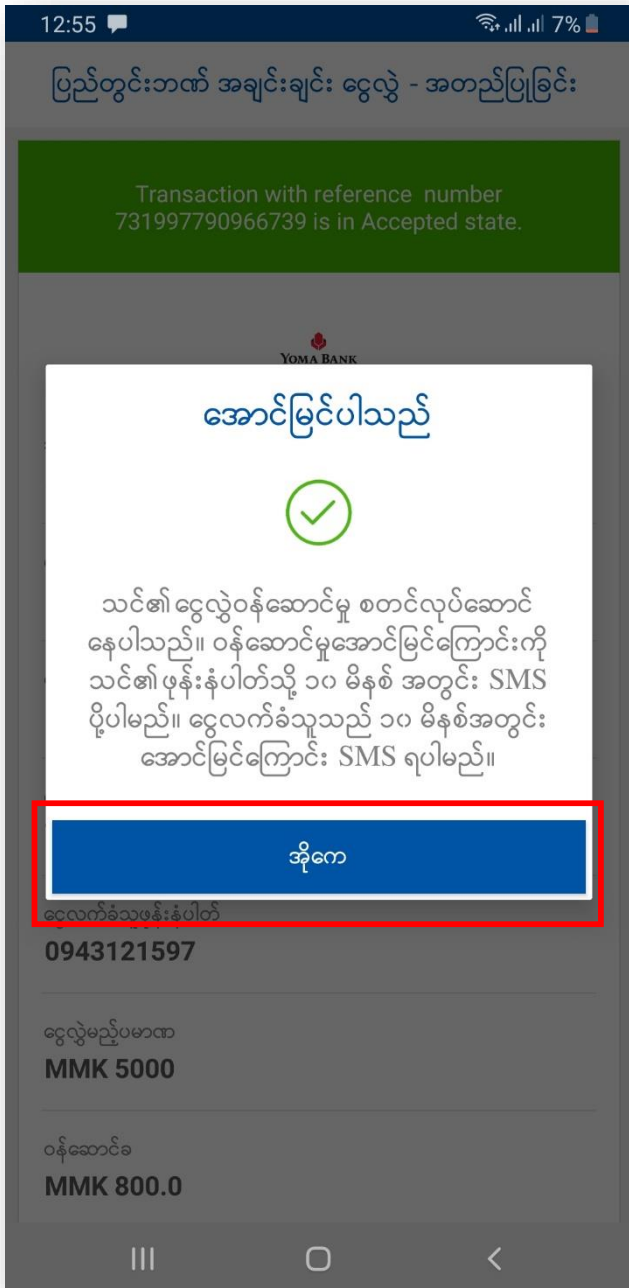 12:55
7%
ပြည်တွင်းဘဏ် အချင်းချင်း ငွေလွှဲ - အတည်ပြုခြင်း
Transaction with reference number
731997790966739 is in Accepted state.
YOMA BANK
အောင်မြင်ပါသည်
သင်၏ ငွေလွှဲဝန်ဆောင်မှု စတင်လုပ်ဆောင်
နေပါသည်။ ဝန်ဆောင်မှုအောင်မြင်ကြောင်းကို
သင်၏ ဖုန်းနံပါတ်သို့ ၁၀ မိနစ် အတွင်း SMS
ပို့ပါမည်။ ငွေလက်ခံသူသည် ၁၀ မိနစ်အတွင်း
အောင်မြင်ကြောင်း SMS ရပါမည်။
အိုကေ
ငွေလက်ခံသူဖုန်းနံပါတ်
0943121597
ငွေလွှဲမည့်ပမာဏ
MMK 5000
ဝန်ဆောင်ခ
MMK 800.0